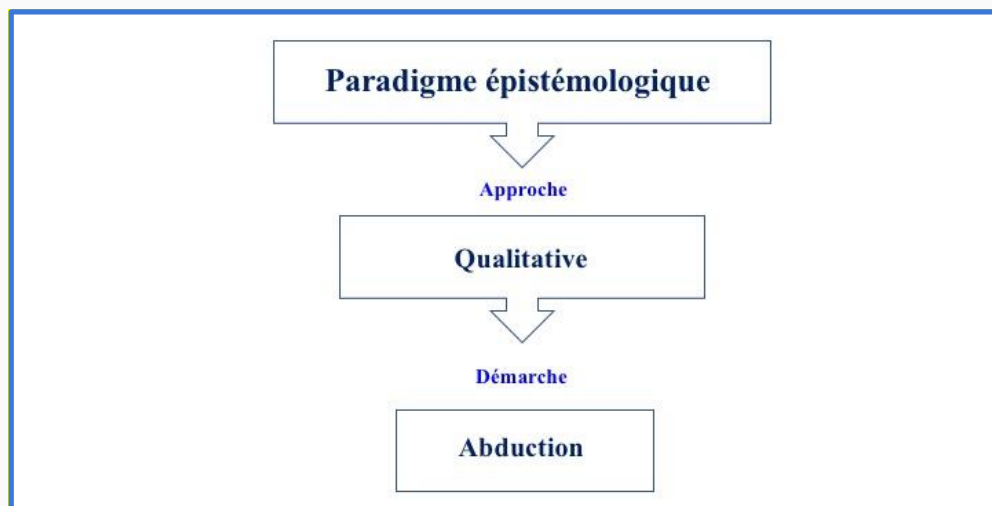 Paradigme épistémologique
Approche
Qualitative
Démarche
Abduction